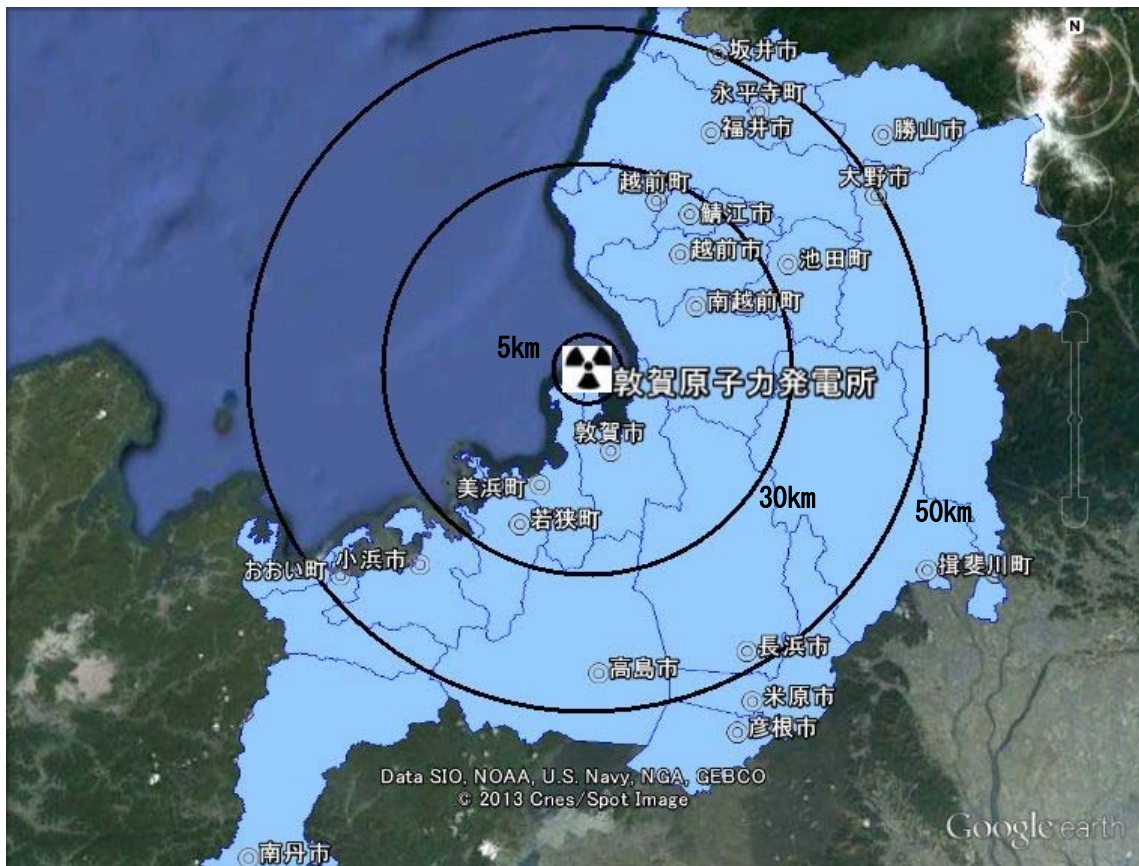 N
坂井市
永平寺町
福井市
勝山市
大野市
越前町
鯖江市
越前市
池田町
南越前町
5km
敦賀原子力発電所
敦賀市
美浜町
30km
50km
若狭町
小浜市
おおい町
揖斐川町
長浜市
高島市
米原市
彦根市
Data SIO, NOAA, U.S. Navy, NGA, GEBCO
© 2013 Cnes/Spot Image
Google earth
南丹市